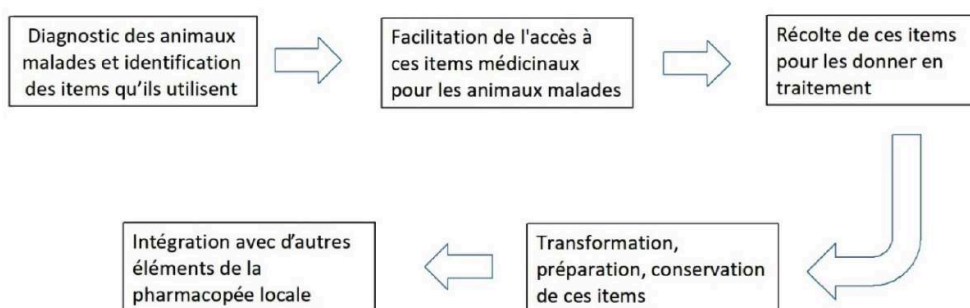 Diagnostic des animaux
malades et identification
des items qu'ils utilisent
Facilitation de l'accès à
ces items médicinaux
pour les animaux malades
Récolte de ces items
pour les donner en
traitement
Transformation,
préparation, conservation
de ces items
Intégration avec d'autres
éléments de la
pharmacopée locale